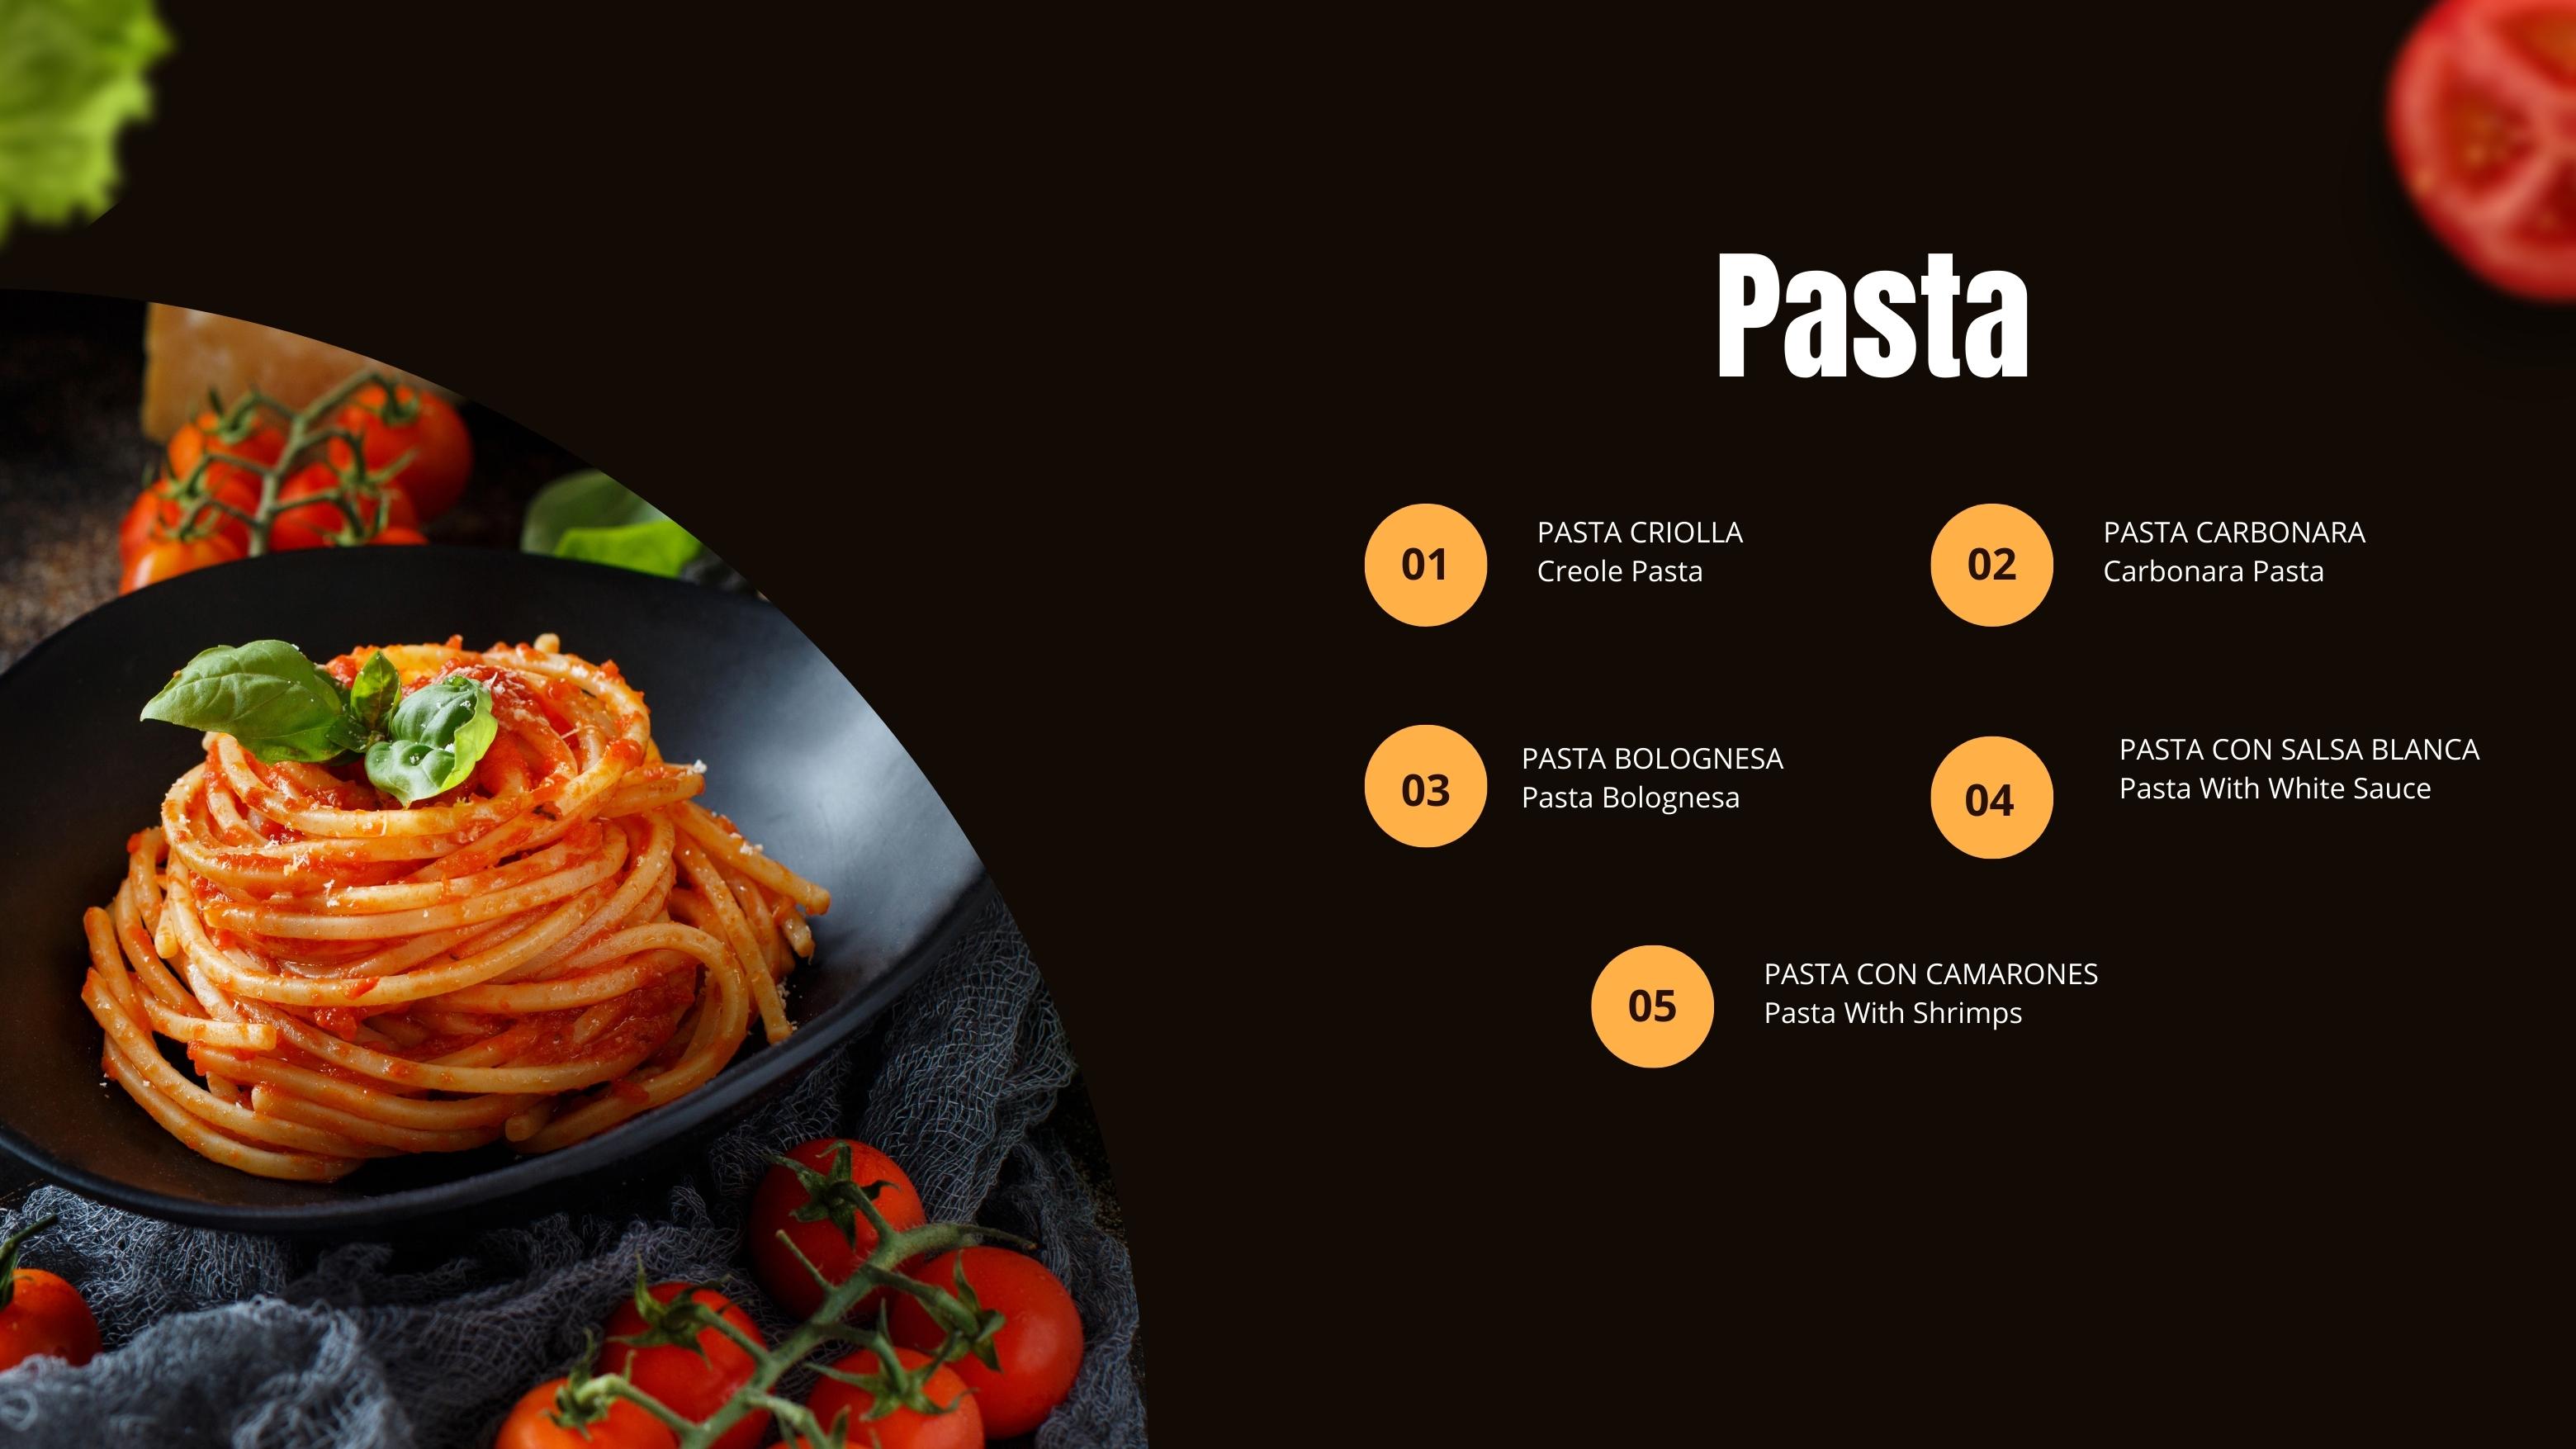 Pasta
01
PASTA CRIOLLA
Creole Pasta
02
PASTA CARBONARA
Carbonara Pasta
03
PASTA BOLOGNESA
Pasta Bolognesa
04
PASTA CON SALSA BLANCA
Pasta With White Sauce
05
PASTA CON CAMARONES
Pasta With Shrimps